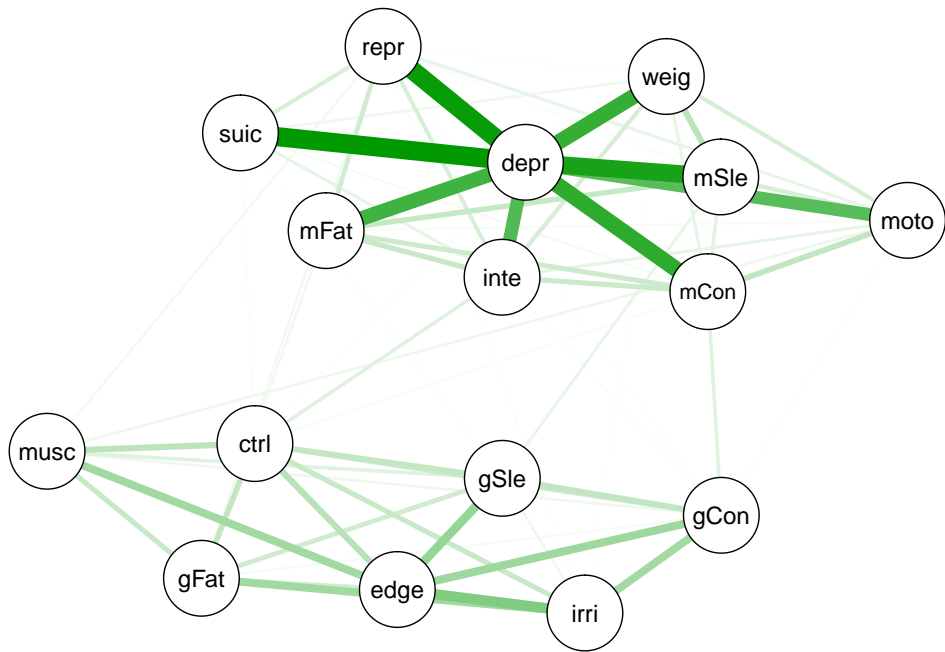 repr
weig
suic
depr
mSle
mFat
moto
inte
mCon
musc
ctrl
gSle
gCon
gFat
edge
irri